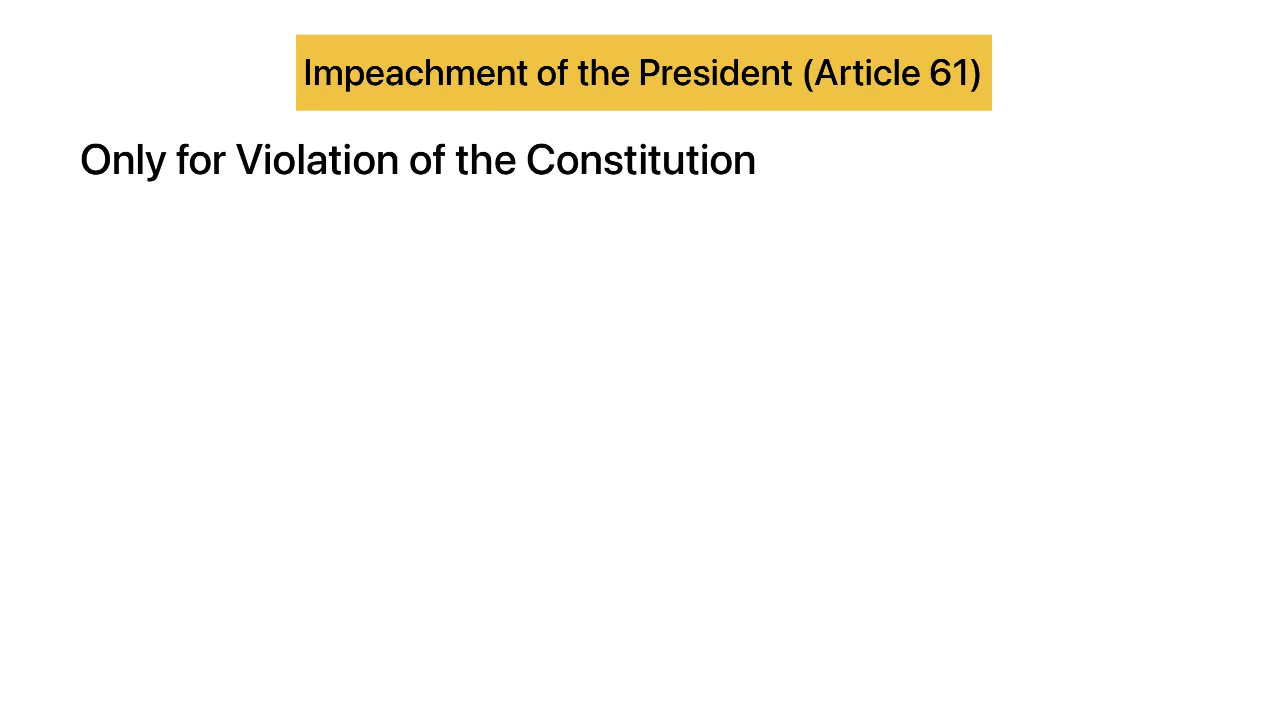 Impeachment of the President (Article 61)
Only for Violation of the Constitution